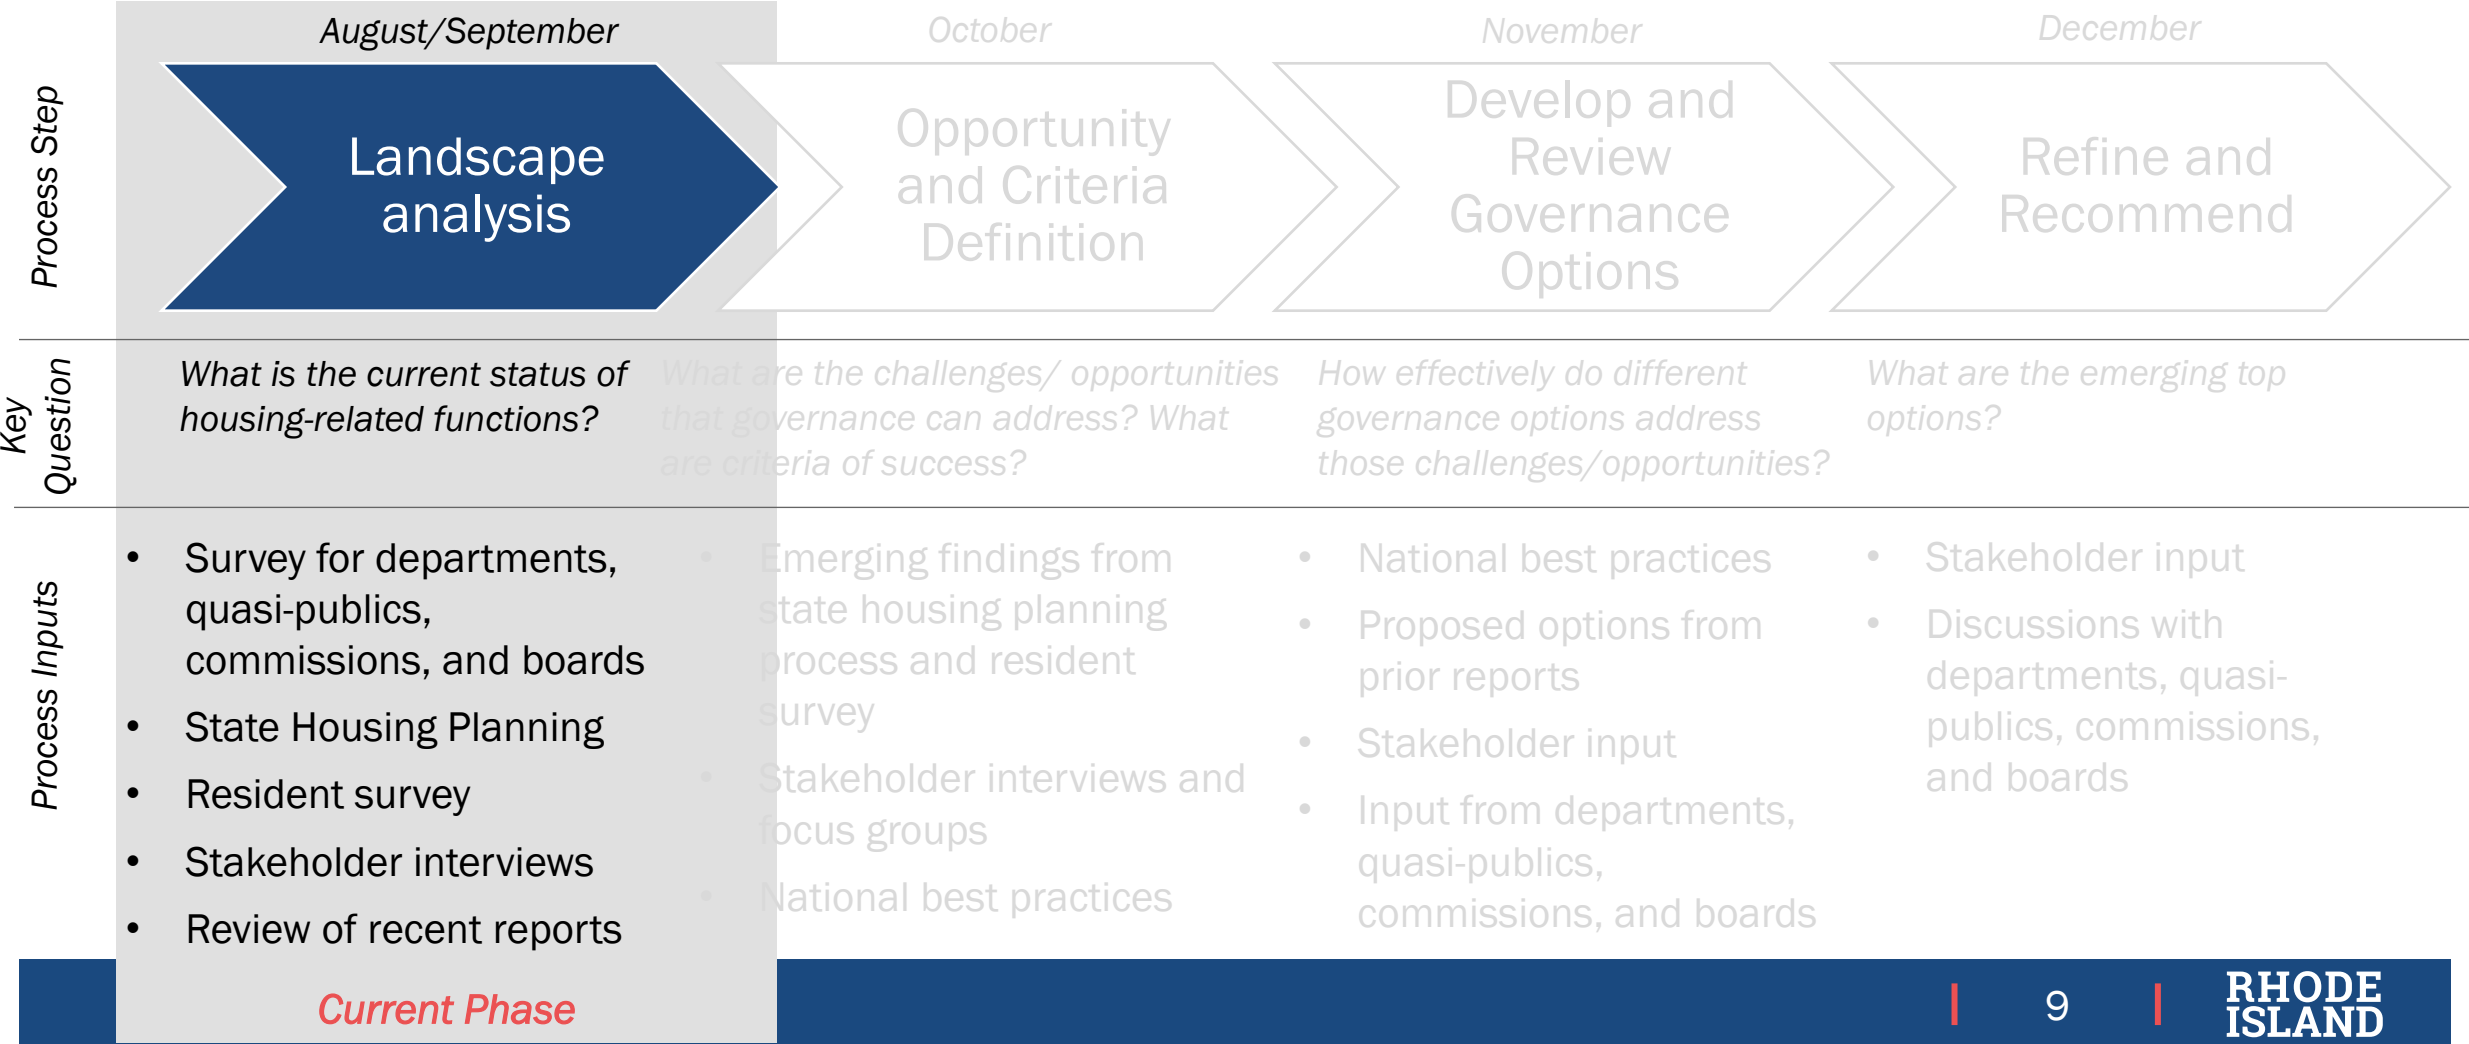 August/September
October
November
December
Process Step
Landscape
analysis
Opportunity
and Criteria
Definition
Develop and
Review
Governance
Options
Refine and
Recommend
Key
Question
What is the current status of
housing-related functions?
What are the challenges/ opportunities
that governance can address? What
are criteria of success?
How effectively do different
governance options address
those challenges/opportunities?
What are the emerging top
options?
Process Inputs
• Survey for departments,
quasi-publics,
commissions, and boards
• State Housing Planning
• Resident survey
• Stakeholder interviews
• Review of recent reports
• Emerging findings from
state housing planning
process and resident
survey
• Stakeholder interviews and
focus groups
• National best practices
• National best practices
• Proposed options from
prior reports
• Stakeholder input
• Input from departments,
quasi-publics,
commissions, and boards
• Stakeholder input
• Discussions with
departments, quasi-
publics, commissions,
and boards
Current Phase
9
RHODE
ISLAND